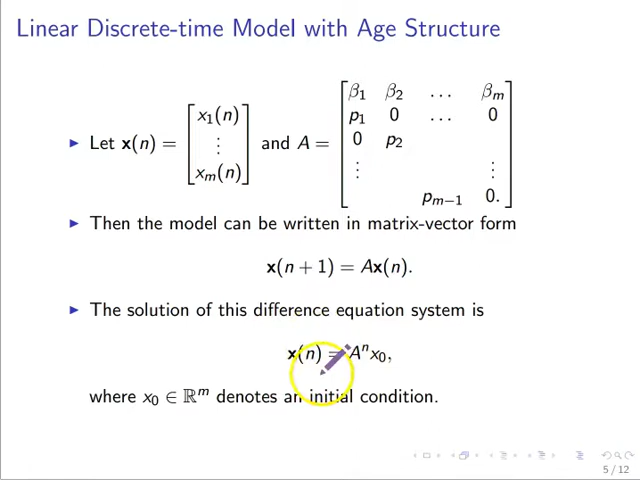 Linear Discrete-time Model with Age Structure
▶ Let x(n) = [x₁(n) ⋮ xₘ(n)] and A = [β₁ β₂ … βₘ
p₁ 0 … 0
0 p₂
⋮ ⋮
pₘ₋₁ 0.]
▶ Then the model can be written in matrix-vector form
x(n + 1) = Ax(n).
▶ The solution of this difference equation system is
x(n) = Aⁿx₀,
where x₀ ∈ ℝᵐ denotes an initial condition.
5 / 12